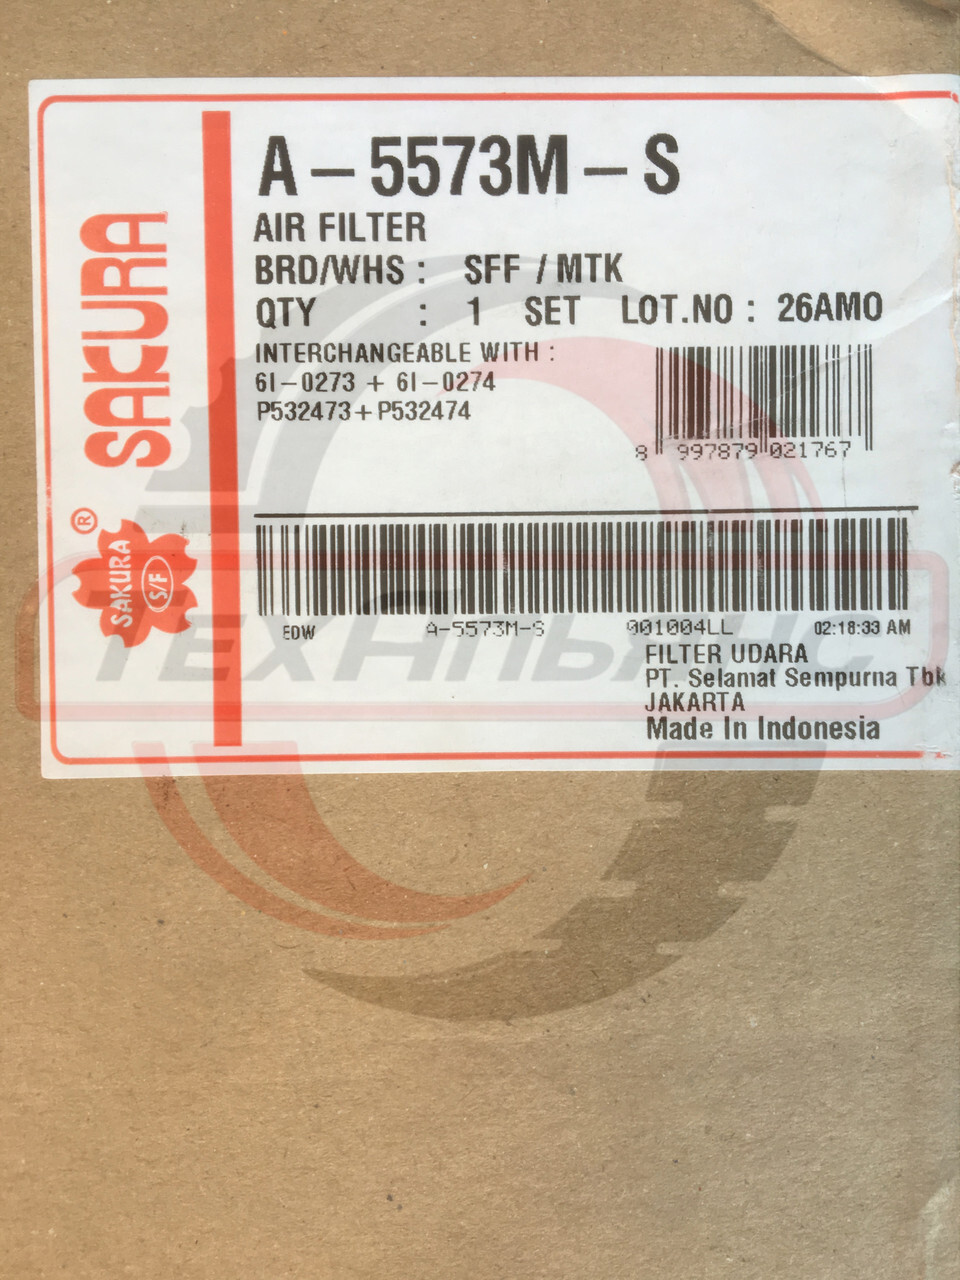 SAKURA
®
SAKURA
S/F
A-5573M-S
AIR FILTER
BRD/WHS : SFF / MTK
QTY : 1 SET LOT.NO : 26AMO
INTERCHANGEABLE WITH :
6I-0273 + 6I-0274
P532473+P532474
8 997879 021767
EDW A-5573M-S 001004LL 02:18:33 AM
FILTER UDARA
PT. Selamat Sempurna Tbk
JAKARTA
Made In Indonesia
ТЕХАЛЬЯНС